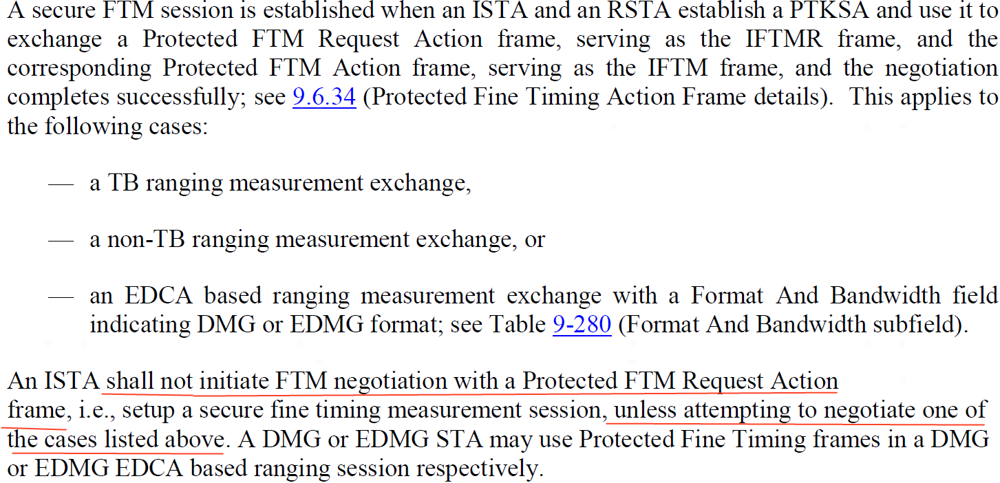 A secure FTM session is established when an ISTA and an RSTA establish a PTKSA and use it to
exchange a Protected FTM Request Action frame, serving as the IFTMR frame, and the
corresponding Protected FTM Action frame, serving as the IFTM frame, and the negotiation
completes successfully; see 9.6.34 (Protected Fine Timing Action Frame details).  This applies to
the following cases:
— a TB ranging measurement exchange,
— a non-TB ranging measurement exchange, or
— an EDCA based ranging measurement exchange with a Format And Bandwidth field
indicating DMG or EDMG format; see Table 9-280 (Format And Bandwidth subfield).
An ISTA shall not initiate FTM negotiation with a Protected FTM Request Action
frame, i.e., setup a secure fine timing measurement session, unless attempting to negotiate one of
the cases listed above. A DMG or EDMG STA may use Protected Fine Timing frames in a DMG
or EDMG EDCA based ranging session respectively.